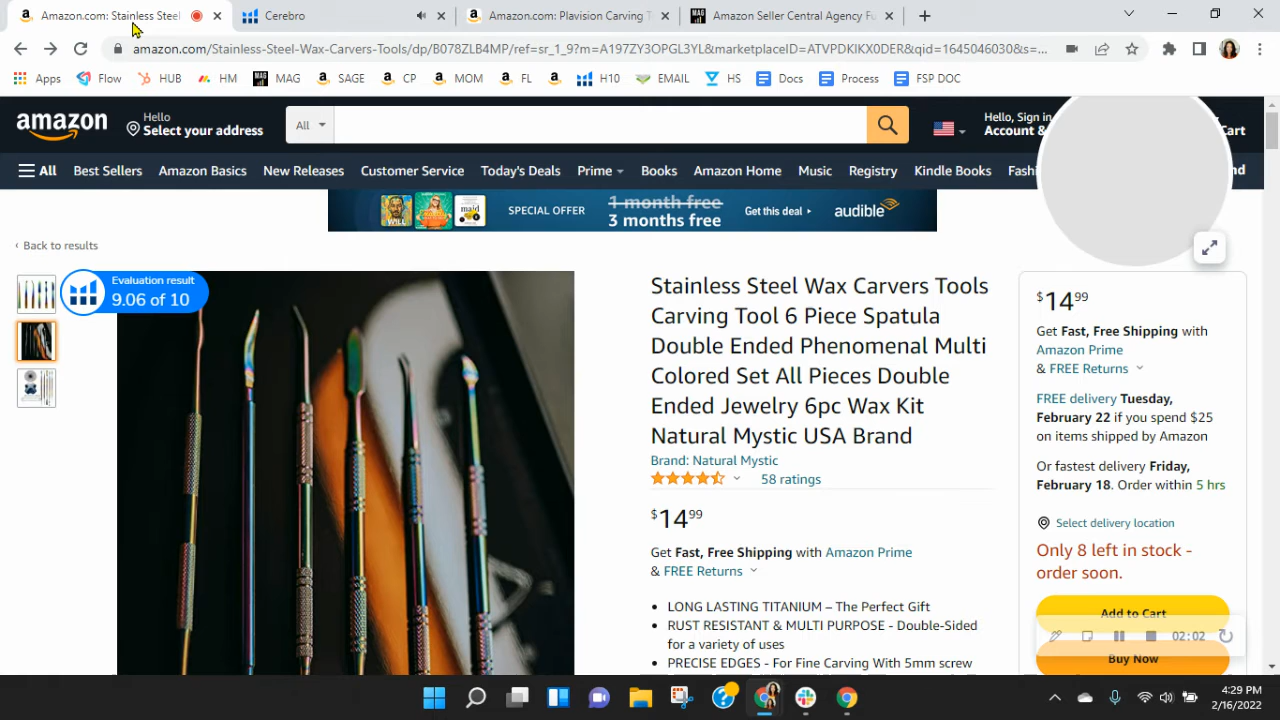 Amazon.com: Stainless Steel
Cerebro
Amazon.com: Plavision Carving T
Amazon Seller Central Agency Fu
amazon.com/Stainless-Steel-Wax-Carvers-Tools/dp/B078ZLB4MP/ref=sr_1_9?m=A197ZY3OPGL3YL&marketplaceID=ATVPDKIKX0DER&qid=1645046030&s=...
Apps Flow HUB HM MAG SAGE CP MOM FL H10 EMAIL HS Docs Process FSP DOC
amazon
Hello
Select your address
All
Hello, Sign in
Account &
Cart
All Best Sellers Amazon Basics New Releases Customer Service Today's Deals Prime Books Amazon Home Music Registry Kindle Books Fashi
nd
SPECIAL OFFER
1 month free
3 months free
Get this deal
audible
‹ Back to results
Evaluation result
9.06 of 10
Stainless Steel Wax Carvers Tools
Carving Tool 6 Piece Spatula
Double Ended Phenomenal Multi
Colored Set All Pieces Double
Ended Jewelry 6pc Wax Kit
Natural Mystic USA Brand
Brand: Natural Mystic
58 ratings
$14 99
Get Fast, Free Shipping with Amazon Prime
& FREE Returns
• LONG LASTING TITANIUM – The Perfect Gift
• RUST RESISTANT & MULTI PURPOSE - Double-Sided
for a variety of uses
• PRECISE EDGES - For Fine Carving With 5mm screw
$14 99
Get Fast, Free Shipping with
Amazon Prime
& FREE Returns
FREE delivery Tuesday,
February 22 if you spend $25
on items shipped by Amazon
Or fastest delivery Friday,
February 18. Order within 5 hrs
Select delivery location
Only 8 left in stock -
order soon.
Add to Cart
02:02
Buy Now
4:29 PM
2/16/2022